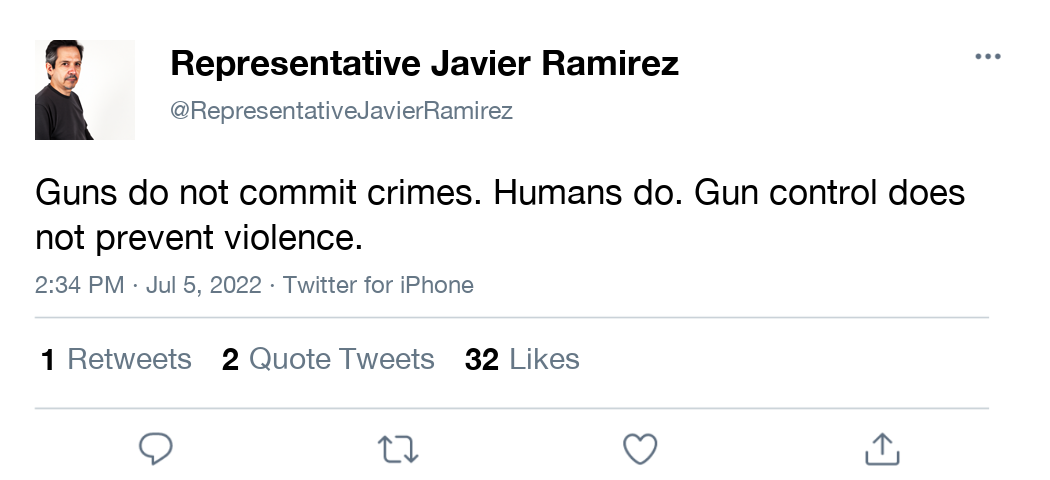 Representative Javier Ramirez
@RepresentativeJavierRamirez
Guns do not commit crimes. Humans do. Gun control does
not prevent violence.
2:34 PM · Jul 5, 2022 · Twitter for iPhone
1 Retweets 2 Quote Tweets 32 Likes